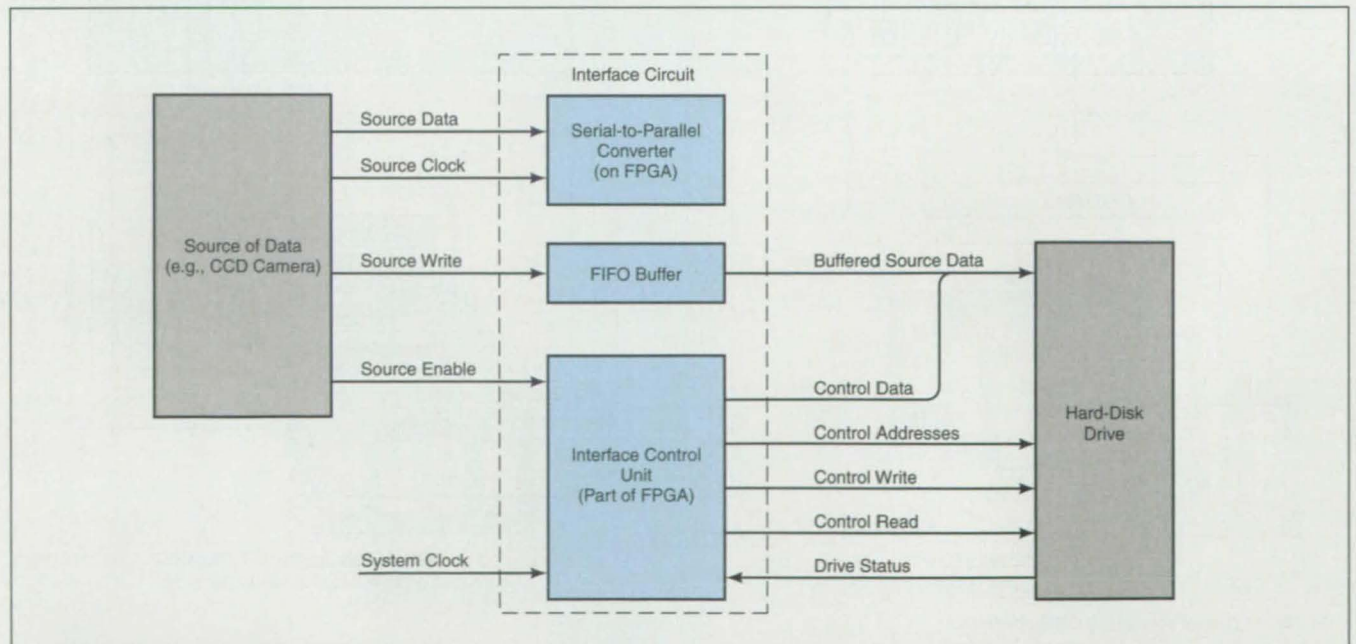 Interface Circuit
Source Data
Serial-to-Parallel
Converter
(on FPGA)
Source Clock
Source of Data
(e.g., CCD Camera)
Source Write
FIFO Buffer
Buffered Source Data
Source Enable
Control Data
Hard-Disk
Drive
Control Addresses
Interface Control
Unit
(Part of FPGA)
Control Write
Control Read
System Clock
Drive Status